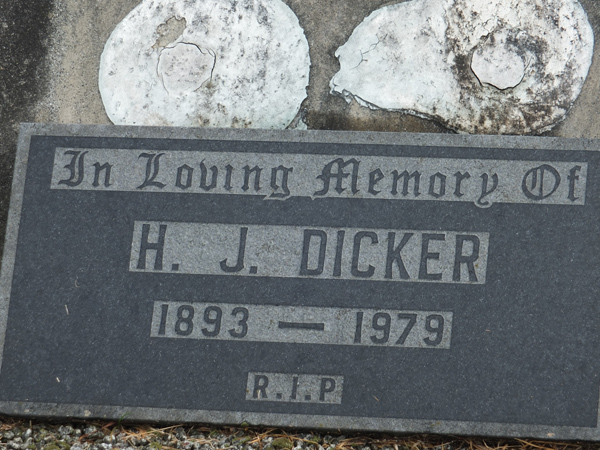 In Loving Memory Of
H. J. DICKER
1893 — 1979
R.I.P